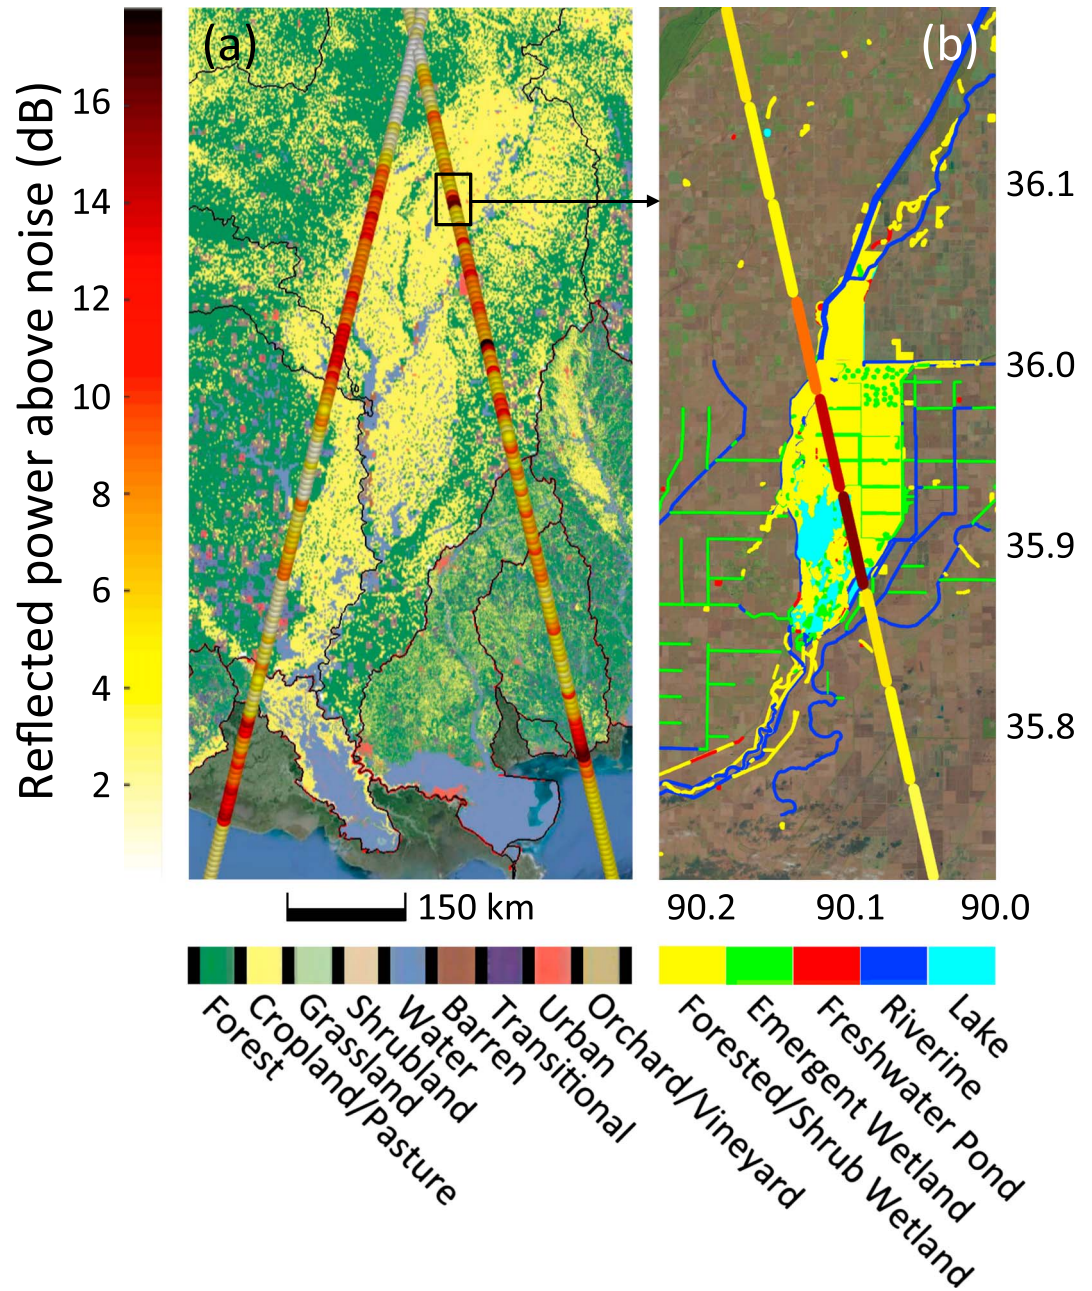 (a)
(b)
Reflected power above noise (dB)
16
14
12
10
8
6
4
2
36.1
36.0
35.9
35.8
150 km
90.2
90.1
90.0
Forest
Cropland/Pasture
Grassland
Shrubland
Water
Barren
Transitional
Urban
Orchard/Vineyard
Forested/Shrub Wetland
Emergent Wetland
Freshwater Pond
Riverine
Lake